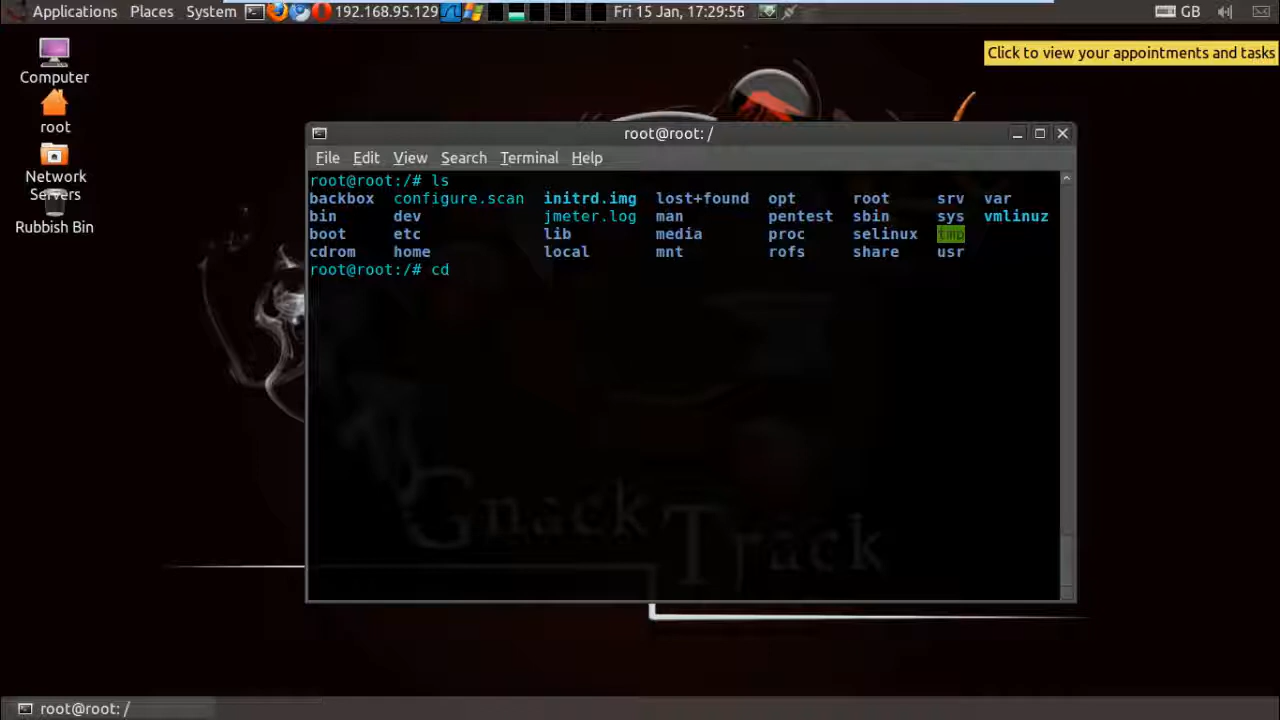 Applications Places System 192.168.95.129 Fri 15 Jan, 17:29:56 GB
Click to view your appointments and tasks
Computer
root
Network
Servers
Rubbish Bin
root@root: /
File Edit View Search Terminal Help
root@root:/# ls
backbox configure.scan initrd.img lost+found opt root srv var
bin dev jmeter.log man pentest sbin sys vmlinuz
boot etc lib media proc selinux tmp
cdrom home local mnt rofs share usr
root@root:/# cd
Gnack
Track
root@root: /